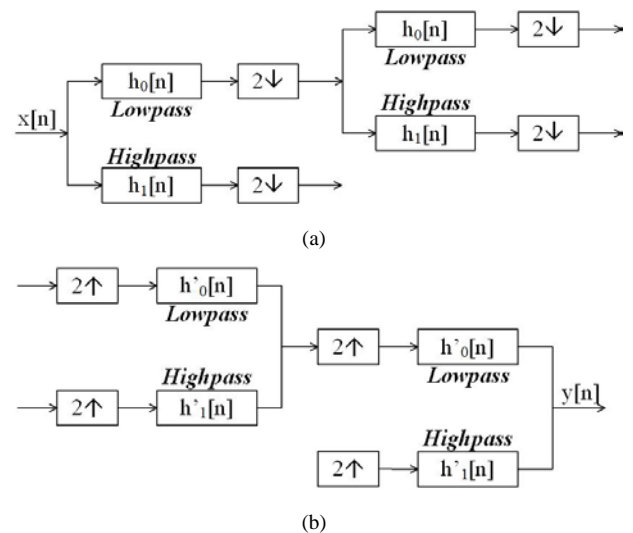 h₀[n]
2↓
Lowpass
h₀[n]
2↓
Lowpass
x[n]
Highpass
h₁[n]
2↓
Highpass
h₁[n]
2↓
(a)
2↑
h'₀[n]
Lowpass
2↑
h'₀[n]
Lowpass
Highpass
2↑
h'₁[n]
y[n]
Highpass
2↑
h'₁[n]
(b)